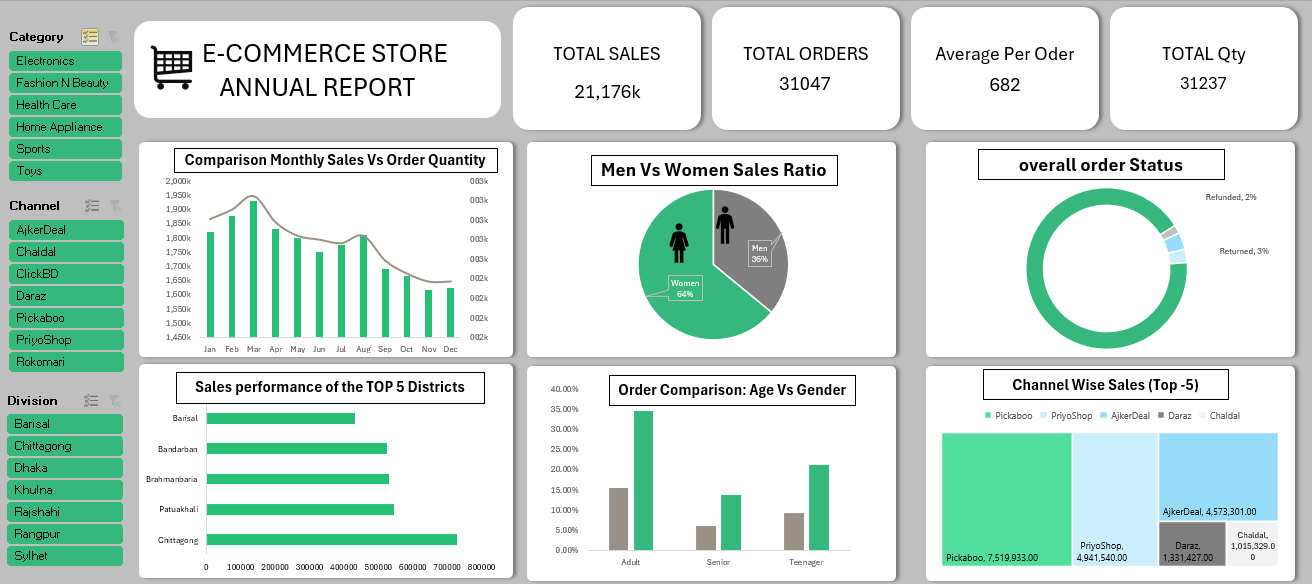 Category
Electronics
Fashion N Beauty
Health Care
Home Appliance
Sports
Toys
Channel
AjkerDeal
Chaldal
ClickBD
Daraz
Pickaboo
PriyoShop
Rokomari
Division
Barisal
Chittagong
Dhaka
Khulna
Rajshahi
Rangpur
Sylhet
E-COMMERCE STORE
ANNUAL REPORT
TOTAL SALES
21,176k
TOTAL ORDERS
31047
Average Per Oder
682
TOTAL Qty
31237
Comparison Monthly Sales Vs Order Quantity
2,000k
1,950k
1,900k
1,850k
1,800k
1,750k
1,700k
1,650k
1,600k
1,550k
1,500k
1,450k
003k
003k
003k
003k
003k
002k
002k
002k
002k
Jan Feb Mar Apr May Jun Jul Aug Sep Oct Nov Dec
Men Vs Women Sales Ratio
Men
36%
Women
64%
overall order Status
Refunded, 2%
Returned, 3%
Sales performance of the TOP 5 Districts
Barisal
Bandarban
Brahmanbaria
Patuakhali
Chittagong
0 100000 200000 300000 400000 500000 600000 700000 800000
Order Comparison: Age Vs Gender
40.00%
35.00%
30.00%
25.00%
20.00%
15.00%
10.00%
5.00%
0.00%
Adult Senior Teenager
Channel Wise Sales (Top -5)
Pickaboo PriyoShop AjkerDeal Daraz Chaldal
Pickaboo, 7,519,933.00
PriyoShop,
4,941,540.00
AjkerDeal, 4,573,301.00
Daraz,
1,331,427.00
Chaldal,
1,015,329.0
0